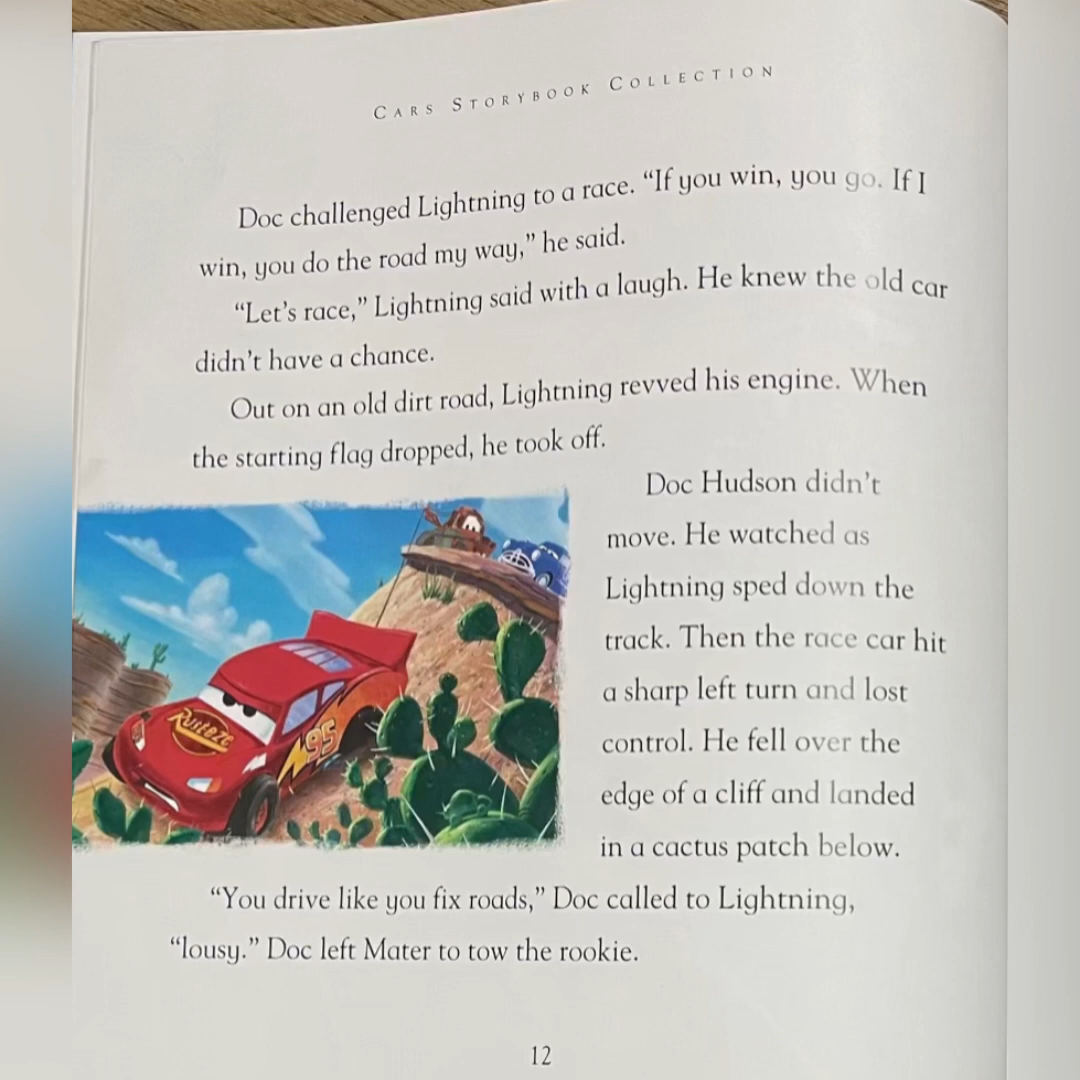 CARS STORYBOOK COLLECTION
Doc challenged Lightning to a race. “If you win, you go. If I
win, you do the road my way,” he said.
“Let’s race,” Lightning said with a laugh. He knew the old car
didn’t have a chance.
Out on an old dirt road, Lightning revved his engine. When
the starting flag dropped, he took off.
Doc Hudson didn’t
move. He watched as
Lightning sped down the
track. Then the race car hit
a sharp left turn and lost
control. He fell over the
edge of a cliff and landed
in a cactus patch below.
Rusteze
95
“You drive like you fix roads,” Doc called to Lightning,
“lousy.” Doc left Mater to tow the rookie.
12